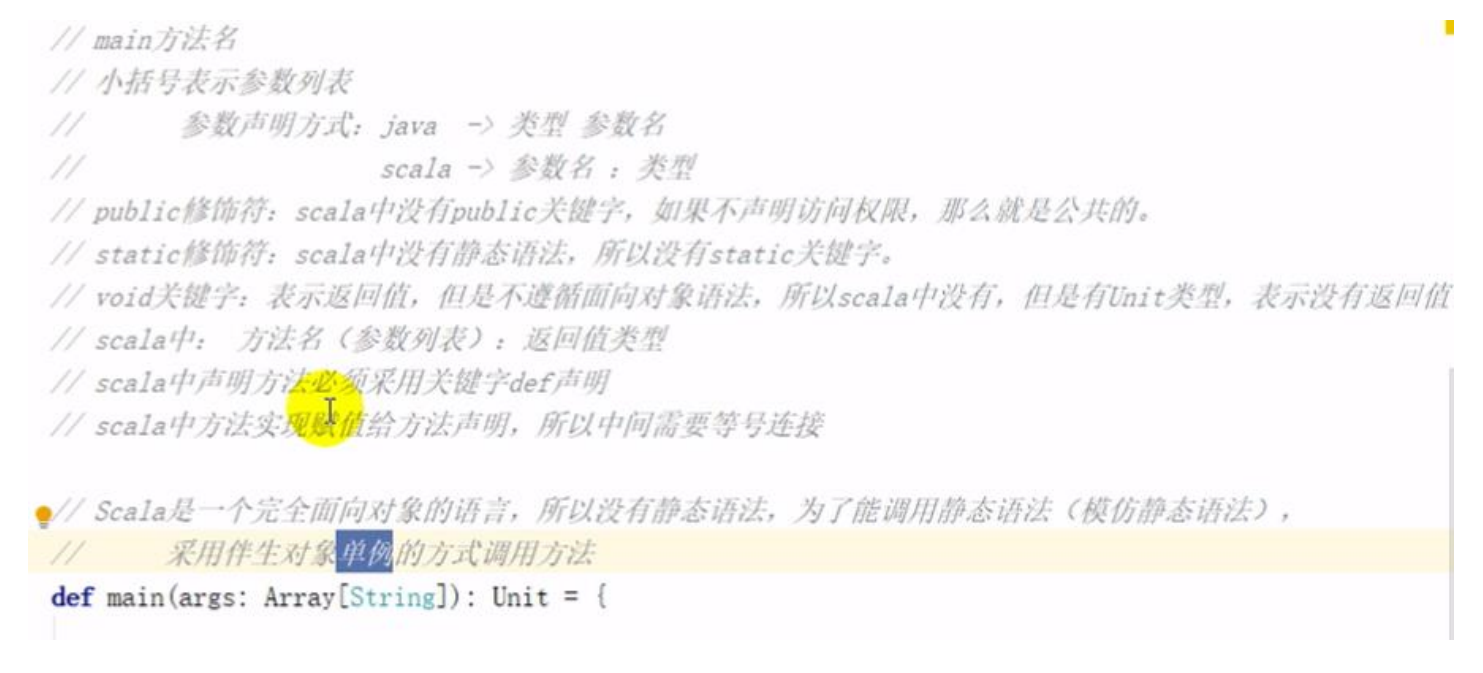 // main方法名
// 小括号表示参数列表
//      参数声明方式: java -> 类型 参数名
//                   scala -> 参数名 : 类型
// public修饰符: scala中没有public关键字, 如果不声明访问权限, 那么就是公共的。
// static修饰符: scala中没有静态语法, 所以没有static关键字。
// void关键字: 表示返回值, 但是不遵循面向对象语法, 所以scala中没有, 但是有Unit类型, 表示没有返回值
// scala中: 方法名(参数列表): 返回值类型
// scala中声明方法必须采用关键字def声明
// scala中方法实现赋值给方法声明, 所以中间需要等号连接
// Scala是一个完全面向对象的语言, 所以没有静态语法, 为了能调用静态语法(模仿静态语法),
//      采用伴生对象单例的方式调用方法
def main(args: Array[String]): Unit = {